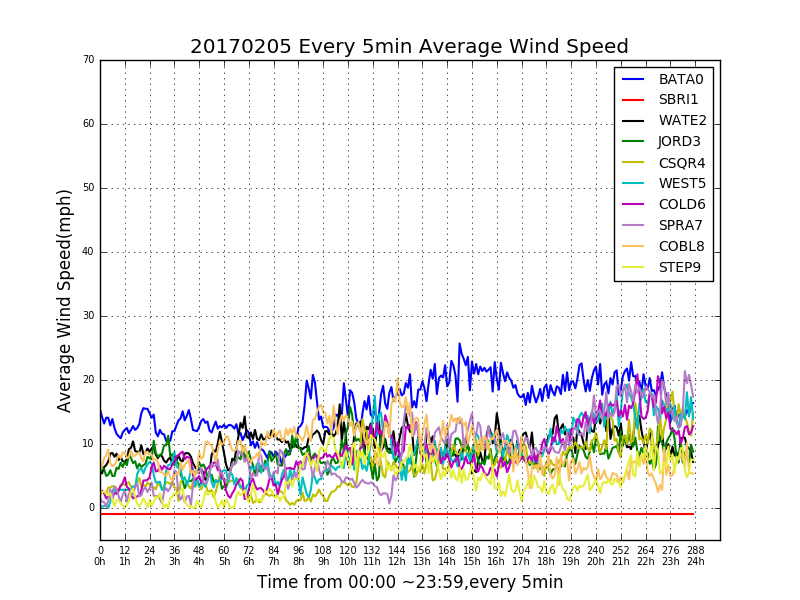 20170205 Every 5min Average Wind Speed
70
60
50
40
30
20
10
0
Average Wind Speed(mph)
BATA0
SBRI1
WATE2
JORD3
CSQR4
WEST5
COLD6
SPRA7
COBL8
STEP9
0 12 24 36 48 60 72 84 96 108 120 132 144 156 168 180 192 204 216 228 240 252 264 276 288
0h 1h 2h 3h 4h 5h 6h 7h 8h 9h 10h 11h 12h 13h 14h 15h 16h 17h 18h 19h 20h 21h 22h 23h 24h
Time from 00:00 ~23:59,every 5min